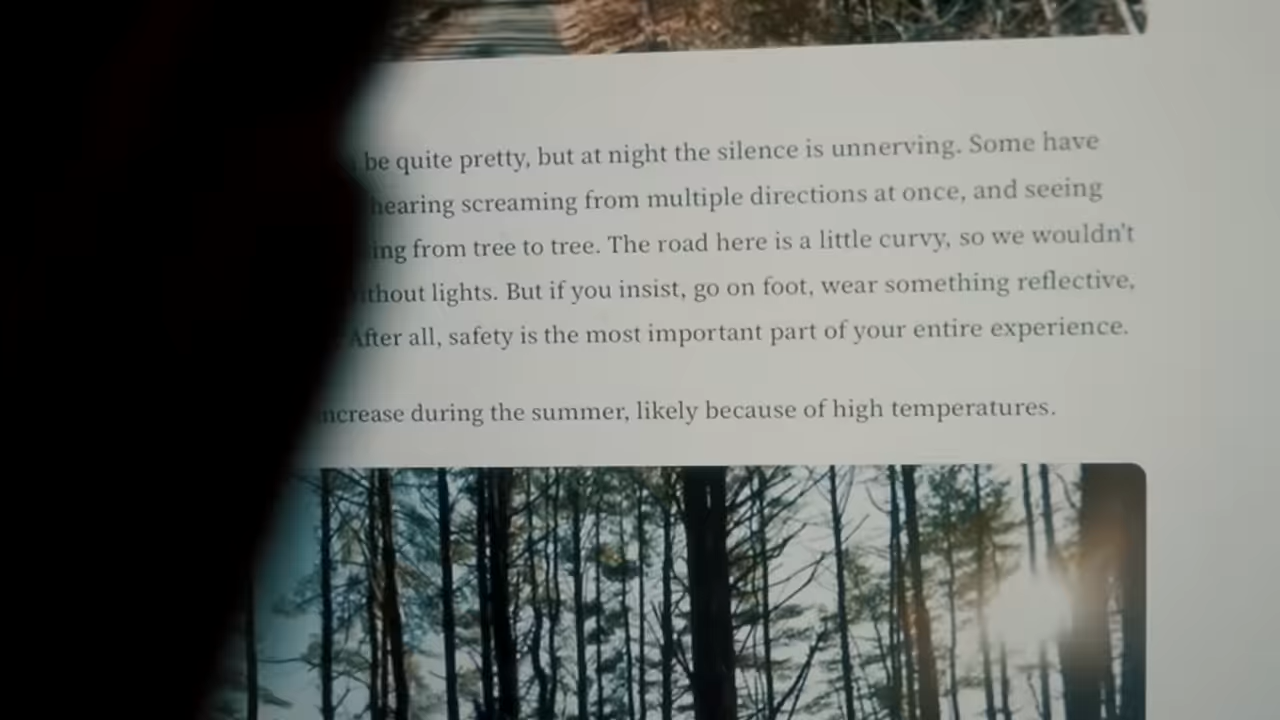 be quite pretty, but at night the silence is unnerving. Some have
hearing screaming from multiple directions at once, and seeing
from tree to tree. The road here is a little curvy, so we wouldn't
lights. But if you insist, go on foot, wear something reflective,
After all, safety is the most important part of your entire experience.
during the summer, likely because of high temperatures.